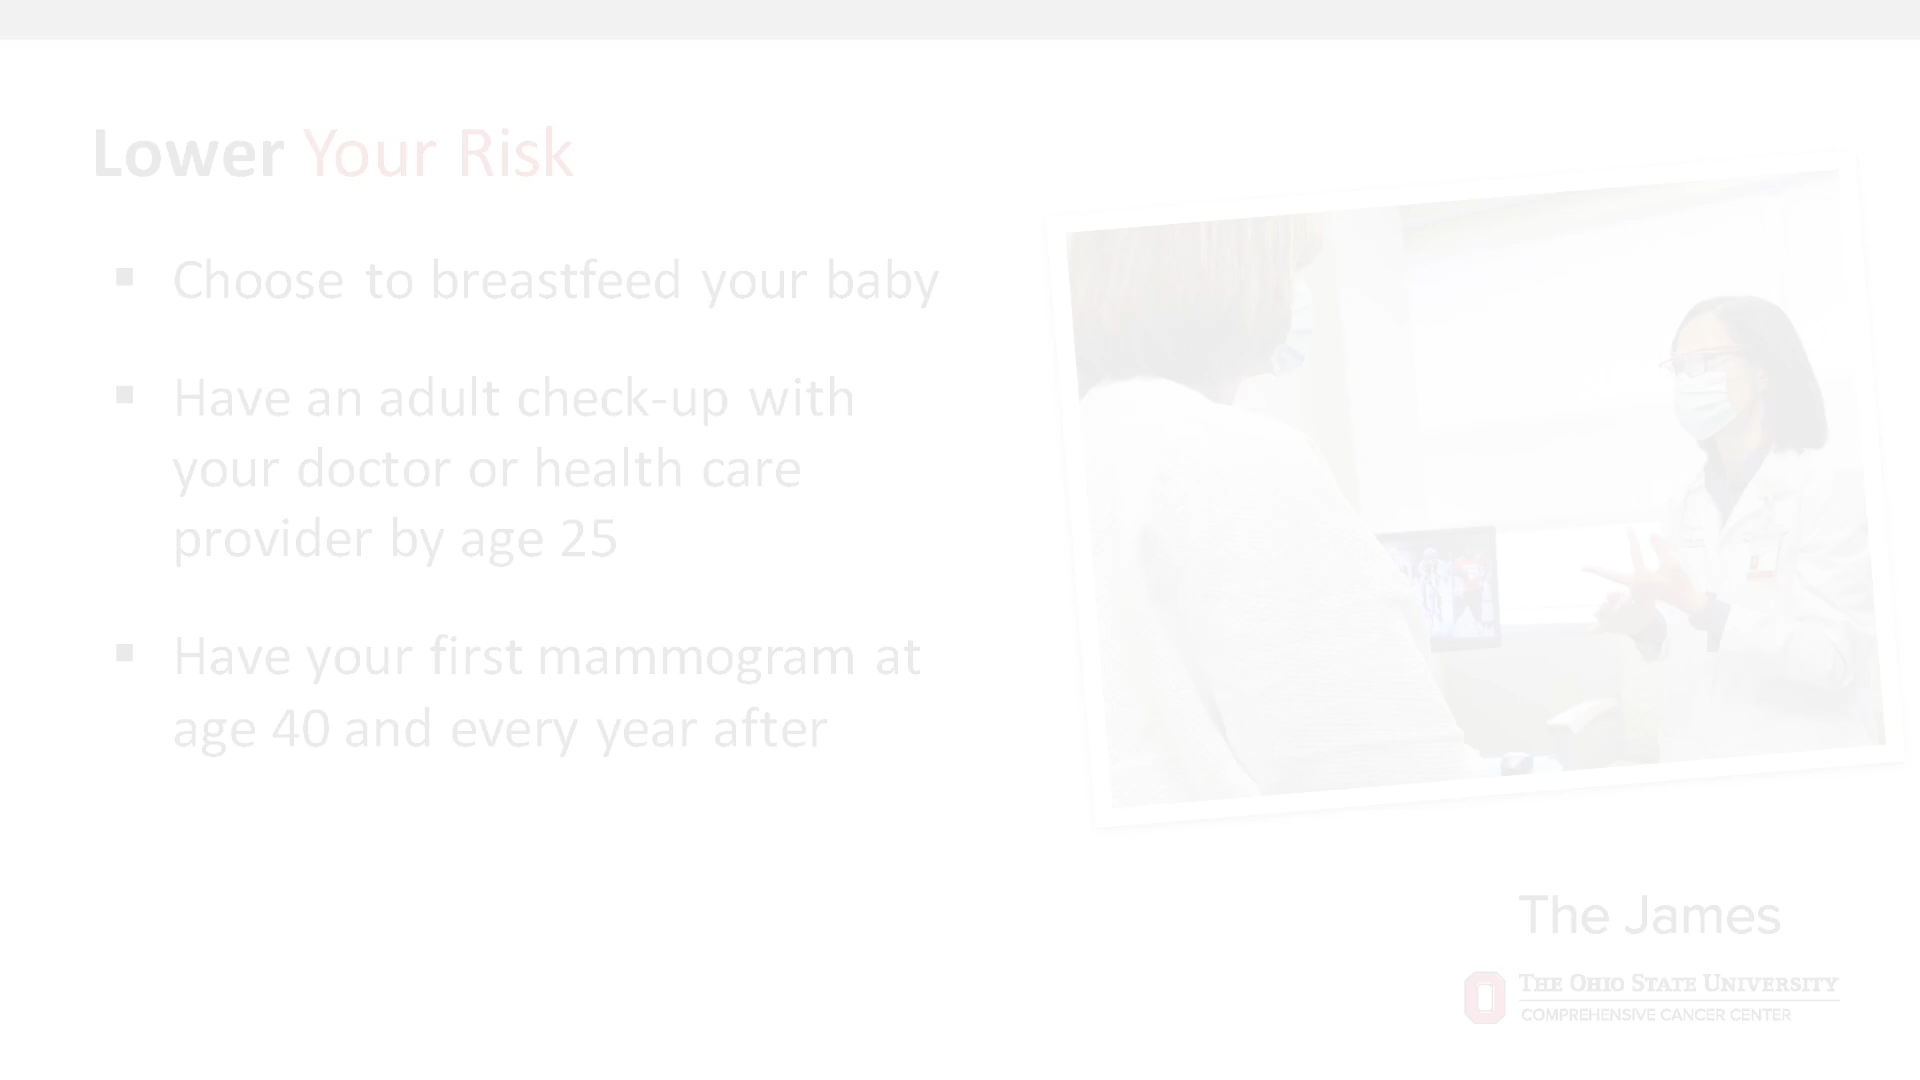 Lower Your Risk
▪ Choose to breastfeed your baby
▪ Have an adult check-up with
your doctor or health care
provider by age 25
▪ Have your first mammogram at
age 40 and every year after
The James
THE OHIO STATE UNIVERSITY
COMPREHENSIVE CANCER CENTER